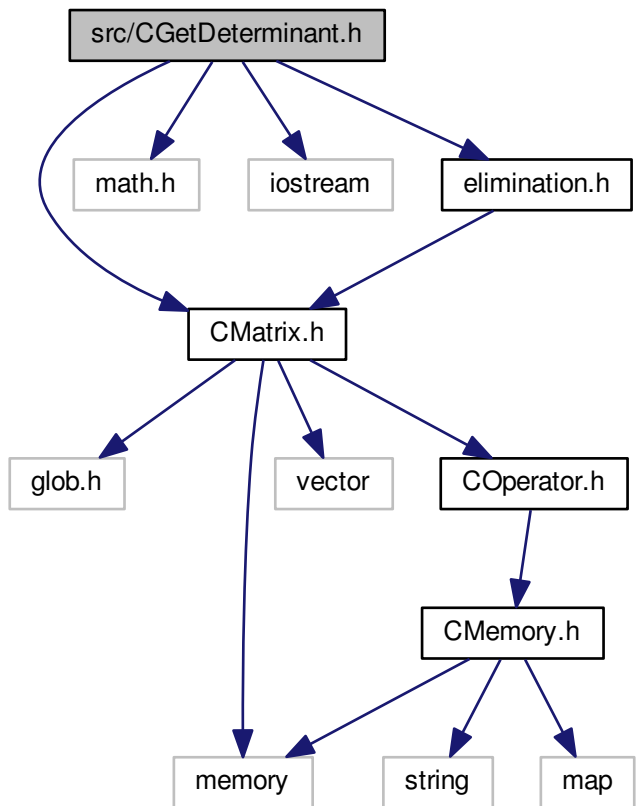 src/CGetDeterminant.h
math.h
iostream
elimination.h
CMatrix.h
glob.h
vector
COperator.h
CMemory.h
memory
string
map